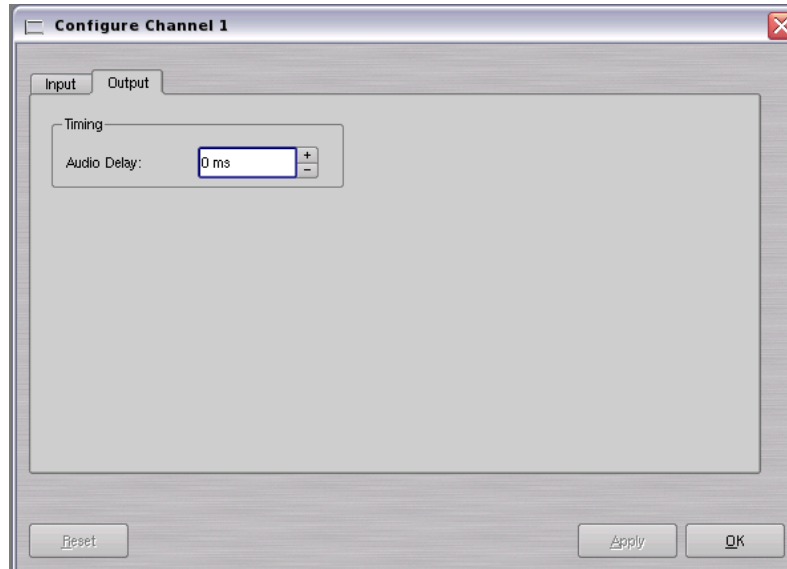 Configure Channel 1
Input Output
Timing
Audio Delay: 0 ms + −
Reset Apply OK